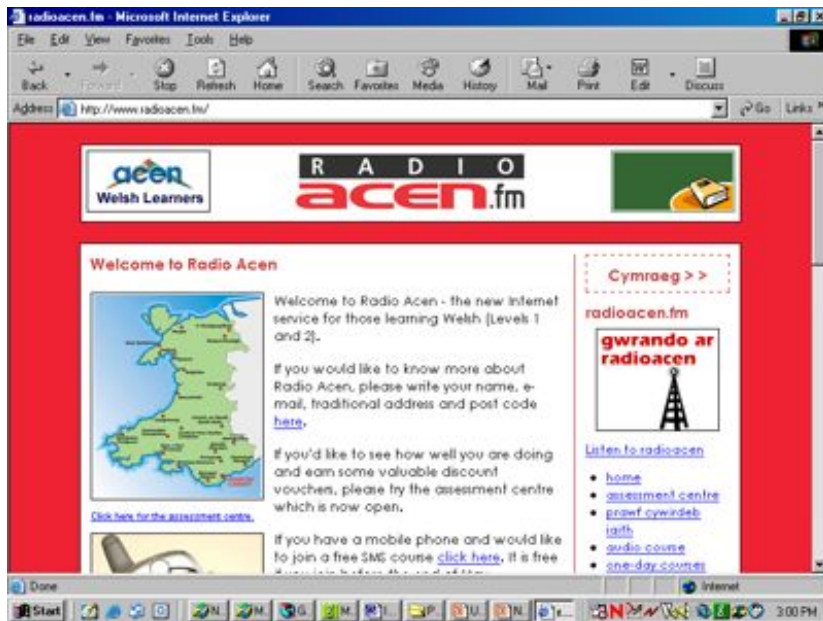 radioacen.fm - Microsoft Internet Explorer
File Edit View Favorites Tools Help
Back Forward Stop Refresh Home Search Favorites Media History Mail Print Edit Discuss
Address http://www.radioacen.fm/ Go Links
acen
Welsh Learners
RADIO
acen.fm
Welcome to Radio Acen
Welcome to Radio Acen - the new Internet
service for those learning Welsh (Levels 1
and 2).
If you would like to know more about
Radio Acen, please write your name, e-
mail, traditional address and post code
here.
If you'd like to see how well you are doing
and earn some valuable discount
vouchers, please try the assessment centre
which is now open.
If you have a mobile phone and would like
to join a free SMS course click here. It is free
Click here for the assessment centre.
Cymraeg > >
radioacen.fm
gwrando ar
radioacen
Listen to radioacen
home
assessment centre
prawf cywirdeb
iaith
audio course
one-day courses
Done
Internet
Start
3:00 PM